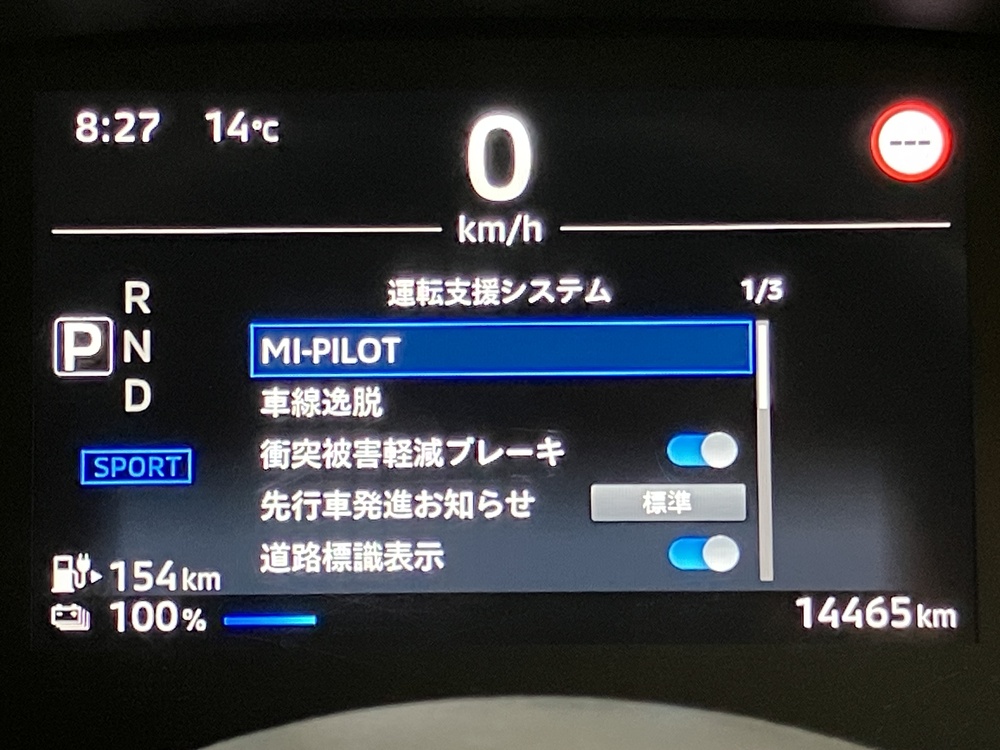 8:27 14℃
0
km/h
---
運転支援システム 1/3
R
P N
D
SPORT
MI-PILOT
車線逸脱
衝突被害軽減ブレーキ
先行車発進お知らせ 標準
道路標識表示
154km
100%
14465km